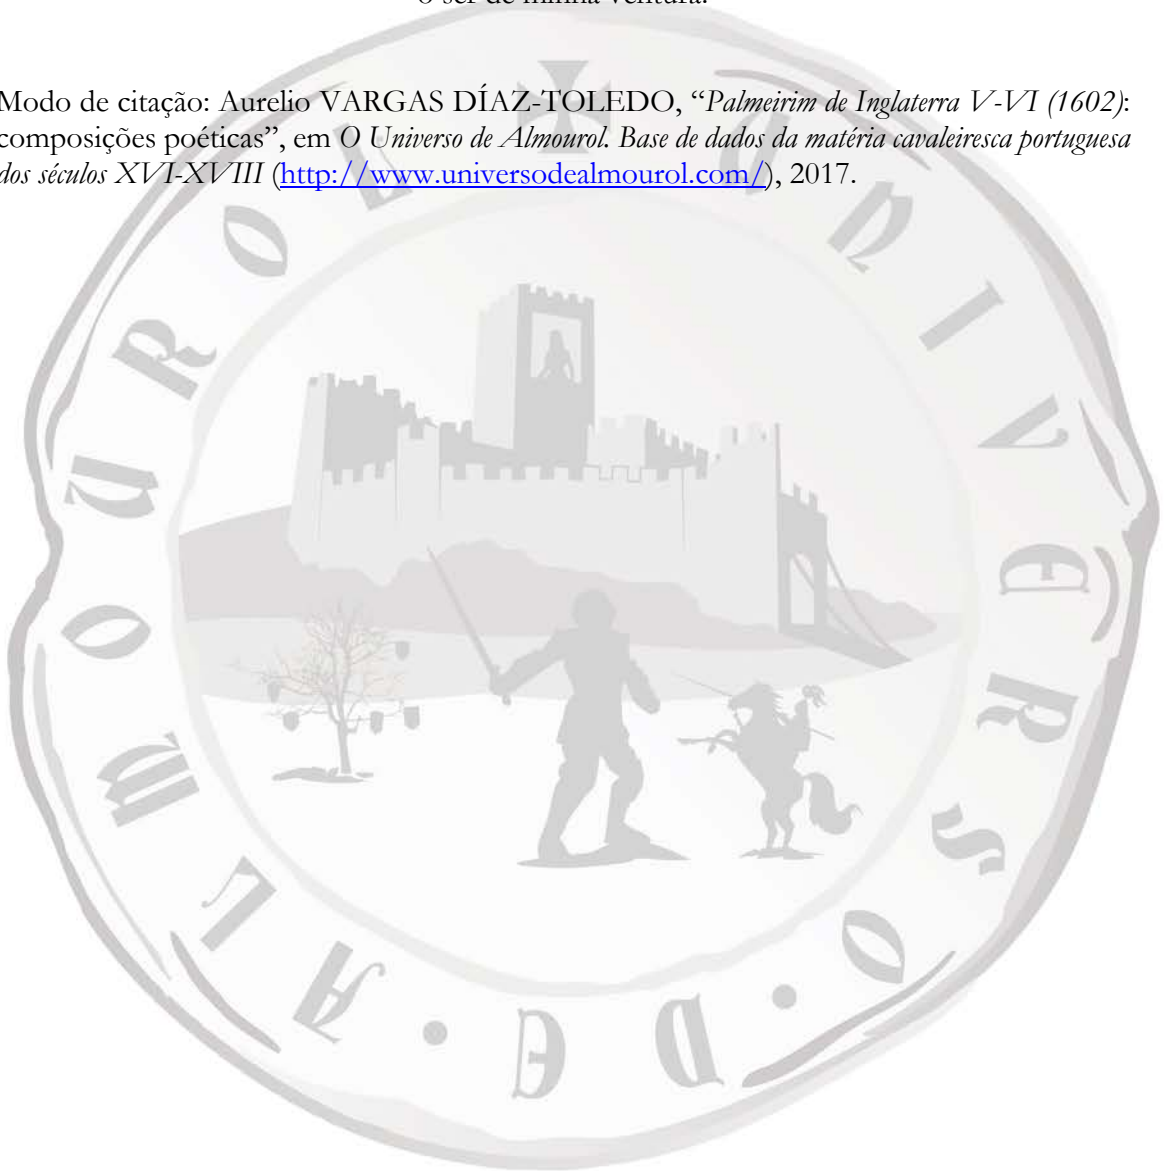 o ser de minha ventura.
Modo de citação: Aurelio VARGAS DÍAZ-TOLEDO, “Palmeirim de Inglaterra V-VI (1602):
composições poéticas”, em O Universo de Almourol. Base de dados da matéria cavaleiresca portuguesa
dos séculos XVI-XVIII (http://www.universodealmourol.com/), 2017.
UNIVERSO · DE · ALMOUROL